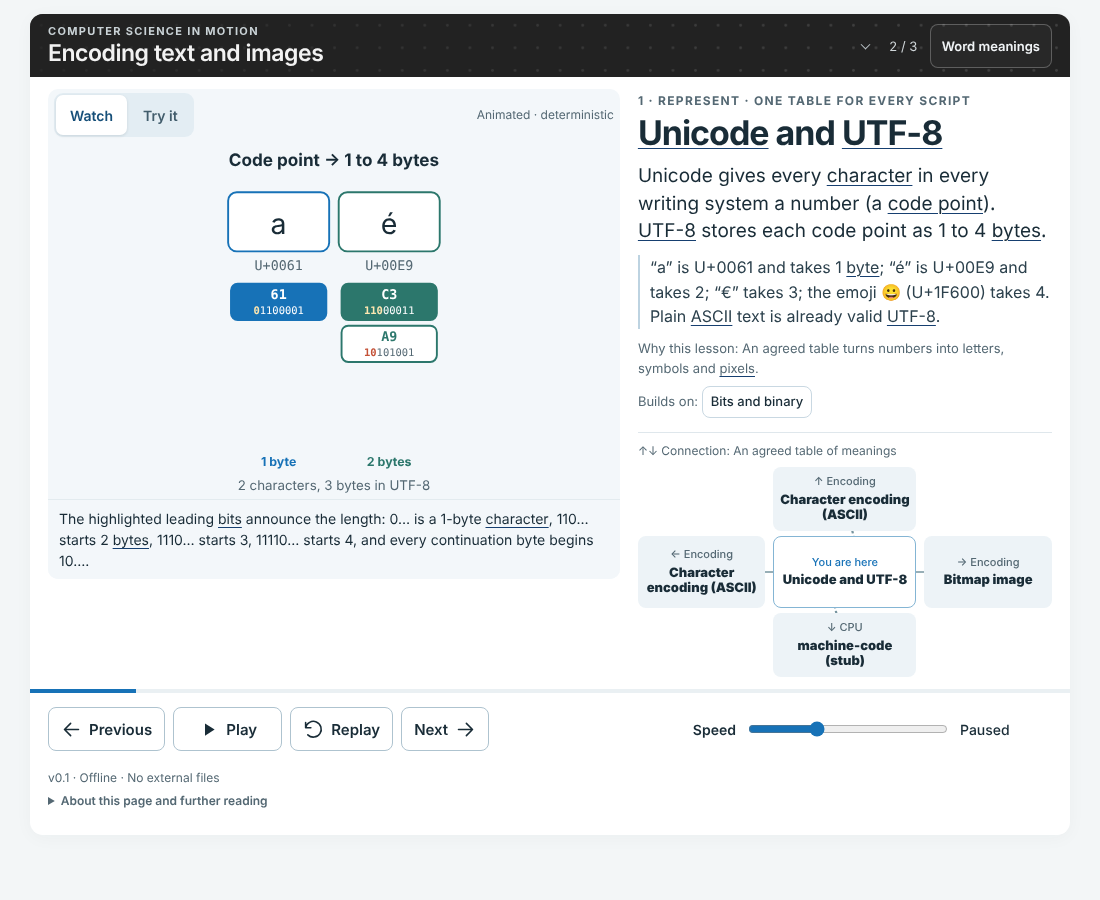 COMPUTER SCIENCE IN MOTION
Encoding text and images
2 / 3
Word meanings
Watch
Try it
Animated · deterministic
Code point → 1 to 4 bytes
a
é
U+0061
U+00E9
61
01100001
C3
11000011
A9
10101001
1 byte
2 bytes
2 characters, 3 bytes in UTF-8
The highlighted leading bits announce the length: 0… is a 1-byte character, 110…
starts 2 bytes, 1110… starts 3, 11110… starts 4, and every continuation byte begins
10….
1 · REPRESENT · ONE TABLE FOR EVERY SCRIPT
Unicode and UTF-8
Unicode gives every character in every
writing system a number (a code point).
UTF-8 stores each code point as 1 to 4 bytes.
“a” is U+0061 and takes 1 byte; “é” is U+00E9 and
takes 2; “€” takes 3; the emoji 😀 (U+1F600) takes 4.
Plain ASCII text is already valid UTF-8.
Why this lesson: An agreed table turns numbers into letters,
symbols and pixels.
Builds on: Bits and binary
↑↓ Connection: An agreed table of meanings
↑ Encoding
Character encoding
(ASCII)
← Encoding
Character
encoding (ASCII)
You are here
Unicode and UTF-8
→ Encoding
Bitmap image
↓ CPU
machine-code
(stub)
← Previous
▶ Play
Replay
Next →
Speed
Paused
v0.1 · Offline · No external files
▶ About this page and further reading